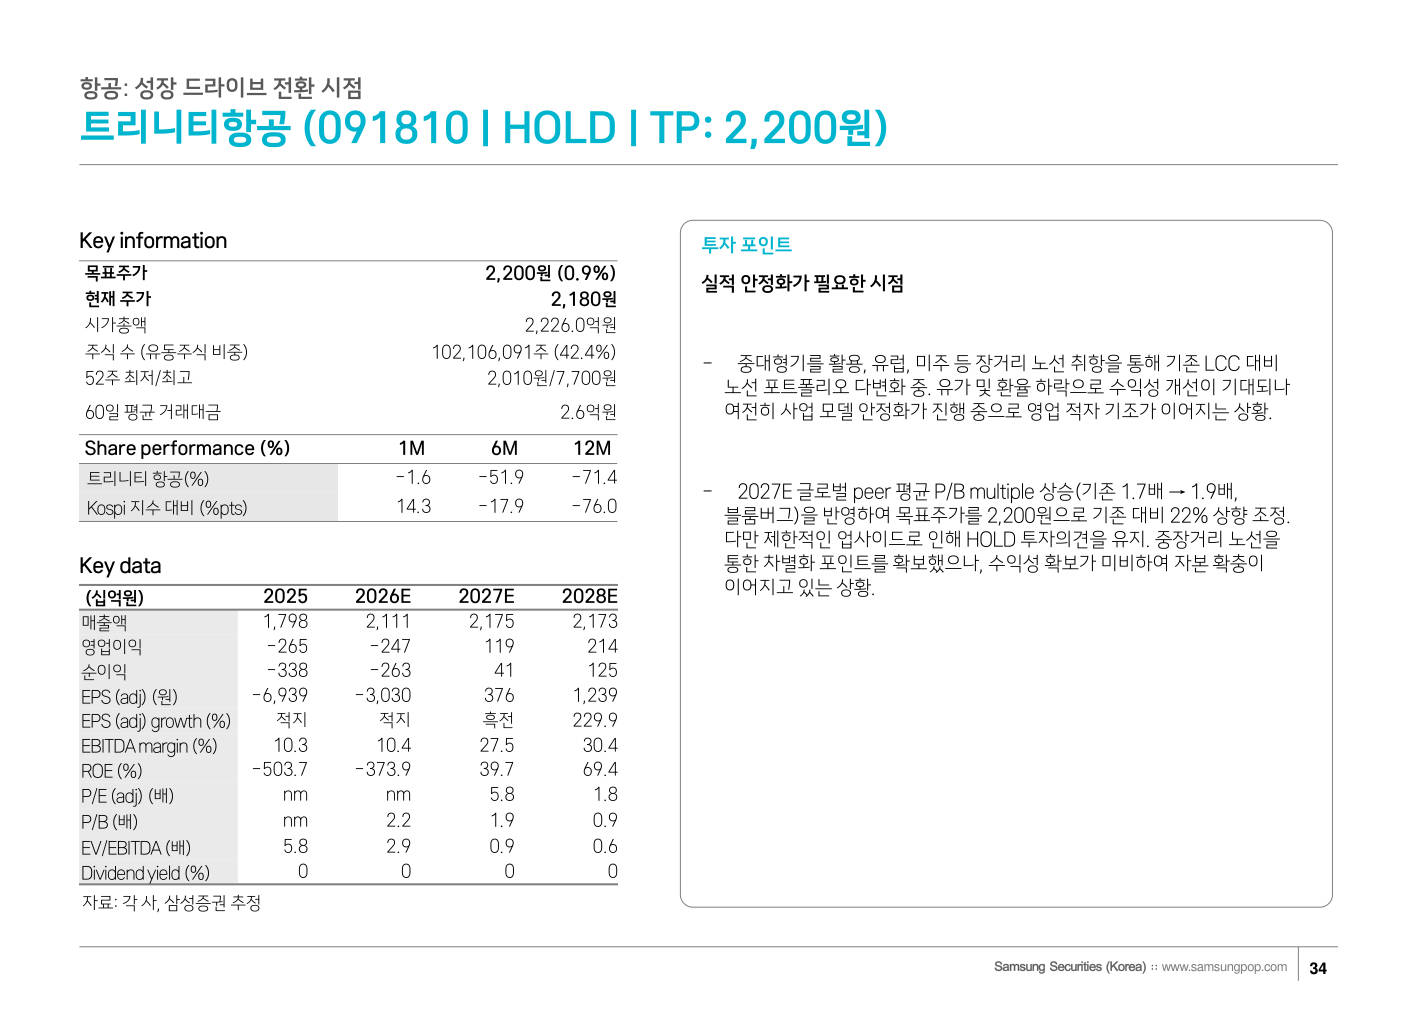 항공: 성장 드라이브 전환 시점
트리니티항공 (091810 | HOLD | TP: 2,200원)
Key information
목표주가 2,200원 (0.9%)
현재 주가 2,180원
시가총액 2,226.0억원
주식 수 (유동주식 비중) 102,106,091주 (42.4%)
52주 최저/최고 2,010원/7,700원
60일 평균 거래대금 2.6억원
Share performance (%) 1M 6M 12M
트리니티 항공(%) -1.6 -51.9 -71.4
Kospi 지수 대비 (%pts) 14.3 -17.9 -76.0
Key data
(십억원) 2025 2026E 2027E 2028E
매출액 1,798 2,111 2,175 2,173
영업이익 -265 -247 119 214
순이익 -338 -263 41 125
EPS (adj) (원) -6,939 -3,030 376 1,239
EPS (adj) growth (%) 적지 적지 흑전 229.9
EBITDA margin (%) 10.3 10.4 27.5 30.4
ROE (%) -503.7 -373.9 39.7 69.4
P/E (adj) (배) nm nm 5.8 1.8
P/B (배) nm 2.2 1.9 0.9
EV/EBITDA (배) 5.8 2.9 0.9 0.6
Dividend yield (%) 0 0 0 0
자료: 각 사, 삼성증권 추정
투자 포인트
실적 안정화가 필요한 시점
- 중대형기를 활용, 유럽, 미주 등 장거리 노선 취항을 통해 기존 LCC 대비
노선 포트폴리오 다변화 중. 유가 및 환율 하락으로 수익성 개선이 기대되나
여전히 사업 모델 안정화가 진행 중으로 영업 적자 기조가 이어지는 상황.
- 2027E 글로벌 peer 평균 P/B multiple 상승(기존 1.7배 → 1.9배,
블룸버그)을 반영하여 목표주가를 2,200원으로 기존 대비 22% 상향 조정.
다만 제한적인 업사이드로 인해 HOLD 투자의견을 유지. 중장거리 노선을
통한 차별화 포인트를 확보했으나, 수익성 확보가 미비하여 자본 확충이
이어지고 있는 상황.
Samsung Securities (Korea) :: www.samsungpop.com 34